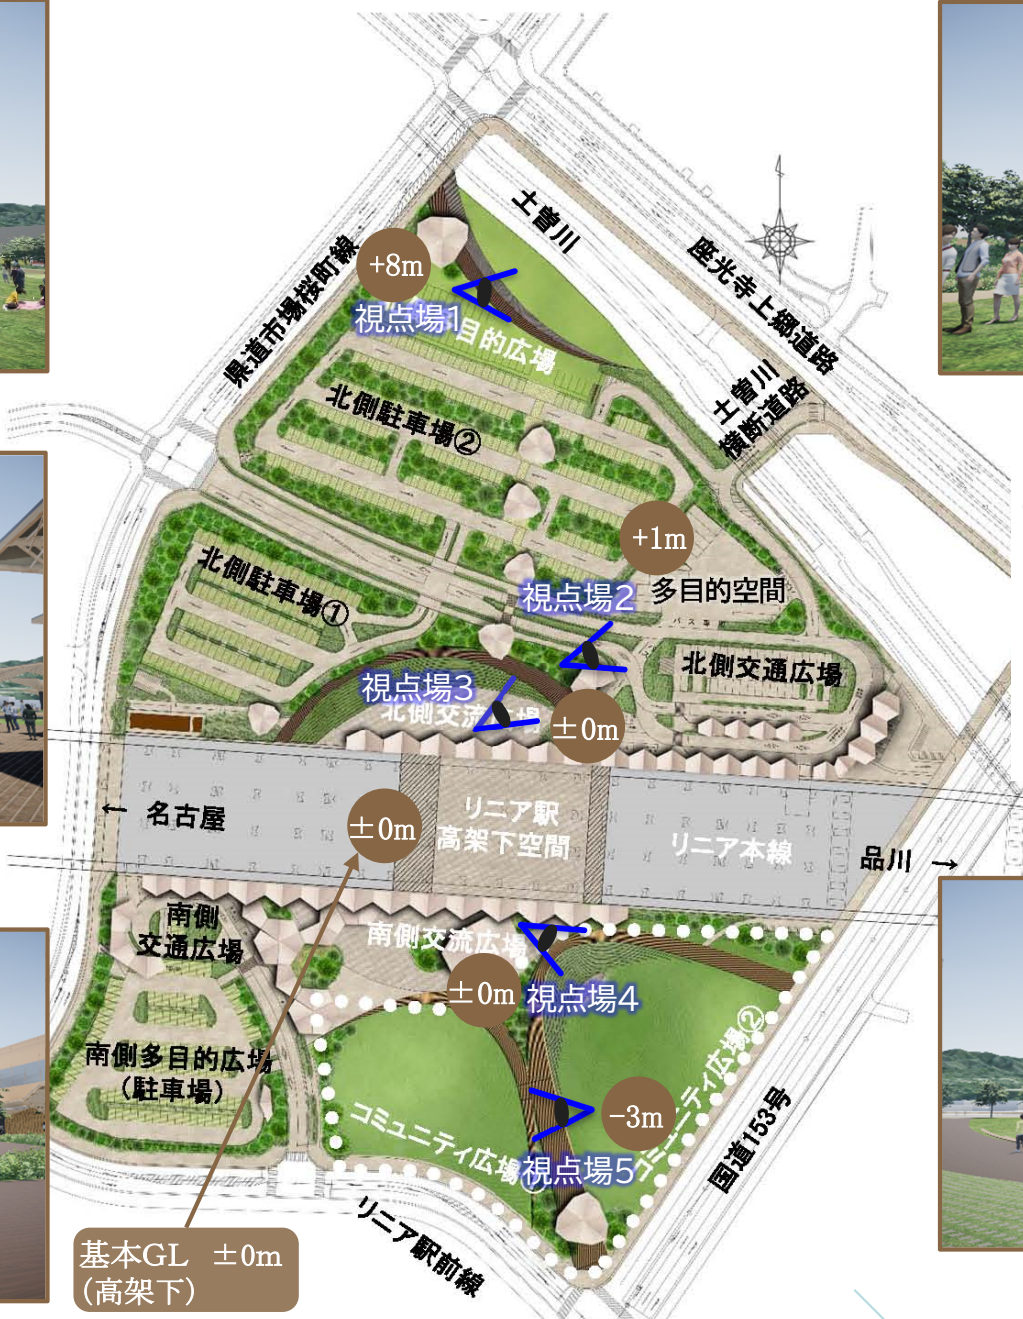 土曽川
座光寺上郷道路
県道市場桜町線
+8m
視点場1
目的広場
土曽川
横断道路
北側駐車場②
+1m
北側駐車場①
視点場2
多目的空間
バス専用
北側交通広場
視点場3
北側交流広場
±0m
← 名古屋
±0m
リニア駅
高架下空間
リニア本線
品川 →
南側
交通広場
南側交流広場
±0m
視点場4
コミュニティ広場②
南側多目的広場
(駐車場)
コミュニティ広場
-3m
視点場5
国道153号
リニア駅前線
基本GL ±0m
(高架下)